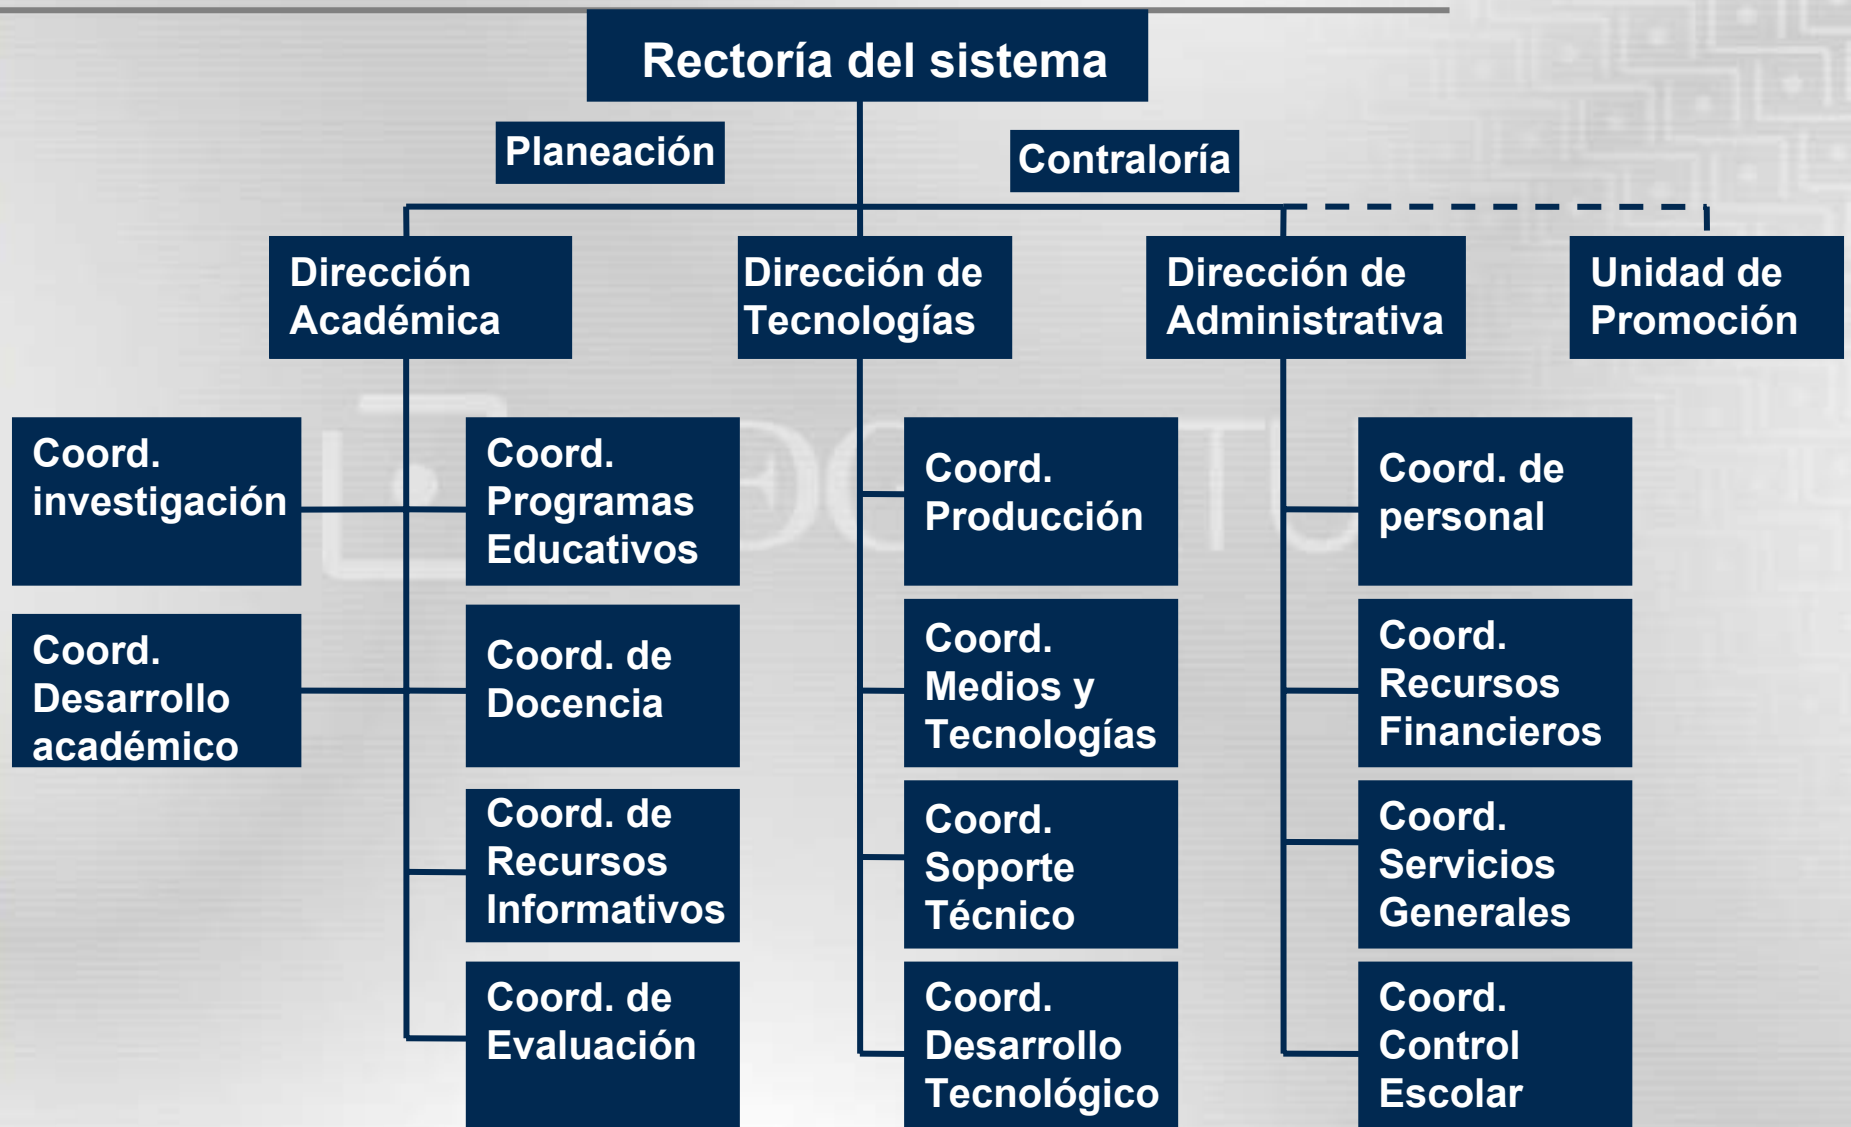 Rectoría del sistema
Planeación
Contraloría
Dirección
Académica
Dirección de
Tecnologías
Dirección de
Administrativa
Unidad de
Promoción
Coord.
investigación
Coord.
Programas
Educativos
Coord.
Producción
Coord. de
personal
Coord.
Desarrollo
académico
Coord. de
Docencia
Coord.
Medios y
Tecnologías
Coord.
Recursos
Financieros
Coord. de
Recursos
Informativos
Coord.
Soporte
Técnico
Coord.
Servicios
Generales
Coord. de
Evaluación
Coord.
Desarrollo
Tecnológico
Coord.
Control
Escolar